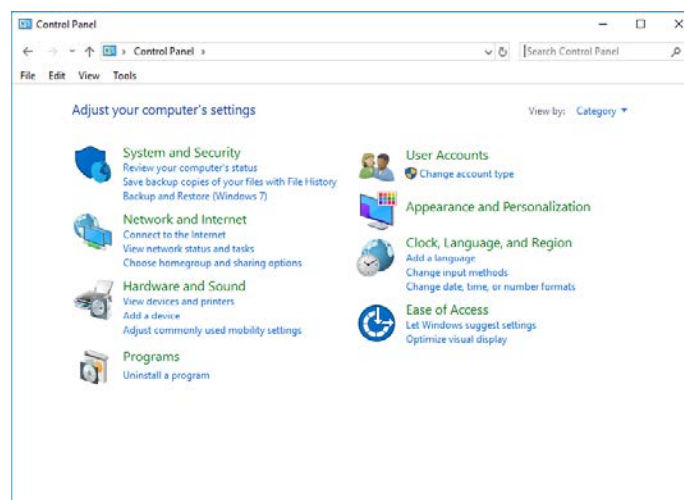 Control Panel
Control Panel
Search Control Panel
File Edit View Tools
Adjust your computer's settings
View by: Category
System and Security
Review your computer's status
Save backup copies of your files with File History
Backup and Restore (Windows 7)
Network and Internet
Connect to the Internet
View network status and tasks
Choose homegroup and sharing options
Hardware and Sound
View devices and printers
Add a device
Adjust commonly used mobility settings
Programs
Uninstall a program
User Accounts
Change account type
Appearance and Personalization
Clock, Language, and Region
Add a language
Change input methods
Change date, time, or number formats
Ease of Access
Let Windows suggest settings
Optimize visual display